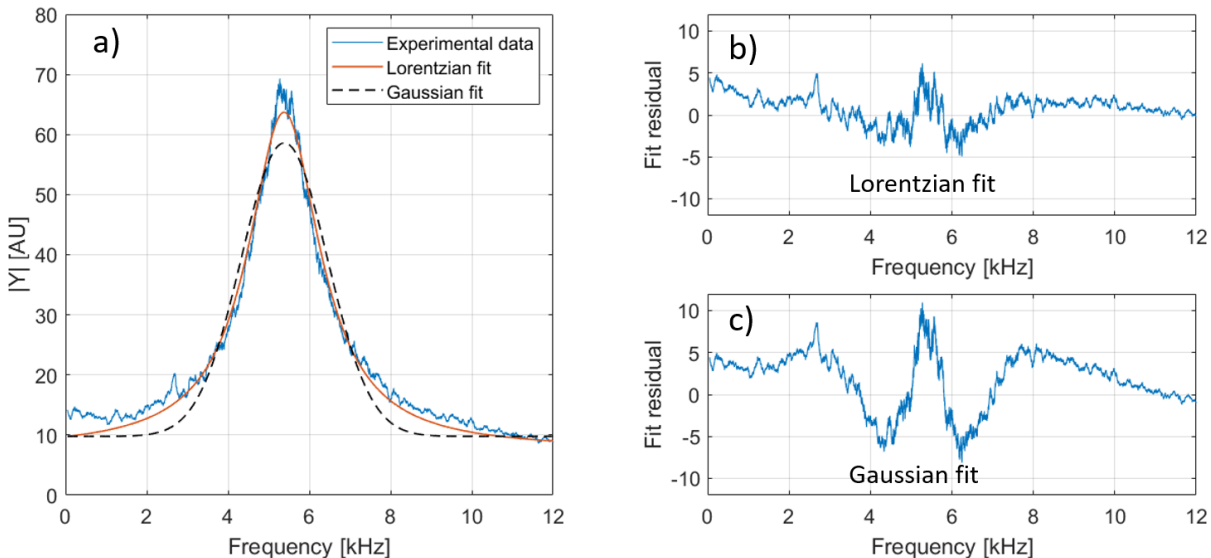 a)
80
70
60
50
40
30
20
10
0
|Y| [AU]
Experimental data
Lorentzian fit
Gaussian fit
0 2 4 6 8 10 12
Frequency [kHz]
b)
10
5
0
-5
-10
Fit residual
Lorentzian fit
0 2 4 6 8 10 12
Frequency [kHz]
c)
10
5
0
-5
-10
Fit residual
Gaussian fit
0 2 4 6 8 10 12
Frequency [kHz]